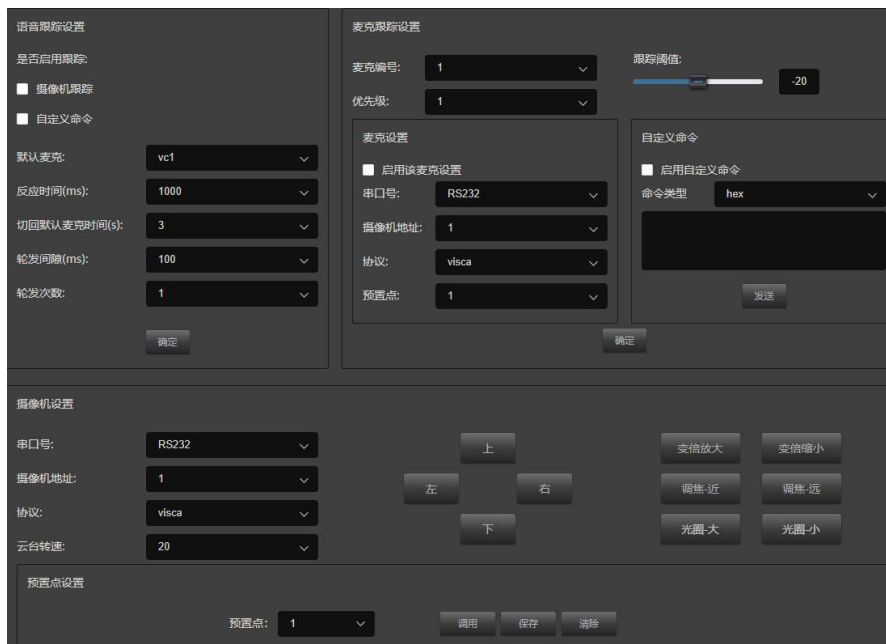 语音跟踪设置
是否启用跟踪:
摄像机跟踪
自定义命令
默认麦克: vc1
反应时间(ms): 1000
切回默认麦克时间(s): 3
轮发间隙(ms): 100
轮发次数: 1
确定
麦克跟踪设置
麦克编号: 1
跟踪阈值: -20
优先级: 1
麦克设置
启用该麦克设置
串口号: RS232
摄像机地址: 1
协议: visca
预置点: 1
自定义命令
启用自定义命令
命令类型 hex
发送
确定
摄像机设置
串口号: RS232
摄像机地址: 1
协议: visca
云台转速: 20
上
左 右
下
变倍放大 变倍缩小
调焦-近 调焦-远
光圈-大 光圈-小
预置点设置
预置点: 1 调用 保存 清除